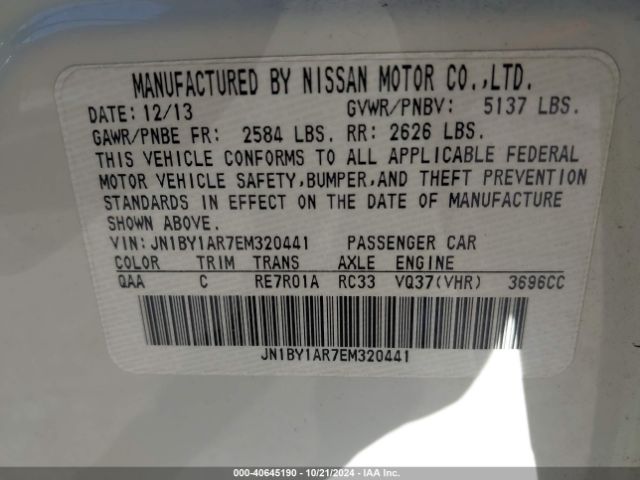 MANUFACTURED BY NISSAN MOTOR CO.,LTD.
DATE: 12/13 GVWR/PNBV: 5137 LBS.
GAWR/PNBE FR: 2584 LBS. RR: 2626 LBS.
THIS VEHICLE CONFORMS TO ALL APPLICABLE FEDERAL
MOTOR VEHICLE SAFETY,BUMPER,AND THEFT PREVENTION
STANDARDS IN EFFECT ON THE DATE OF MANUFACTURE
SHOWN ABOVE.
VIN:JN1BY1AR7EM320441 PASSENGER CAR
COLOR TRIM TRANS AXLE ENGINE
QAA C RE7R01A RC33 VQ37(VHR) 3696CC
JN1BY1AR7EM320441
000-40645190 - 10/21/2024 - IAA Inc.